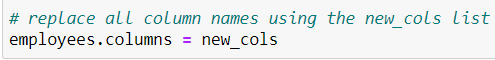 # replace all column names using the new_cols list
employees.columns = new_cols